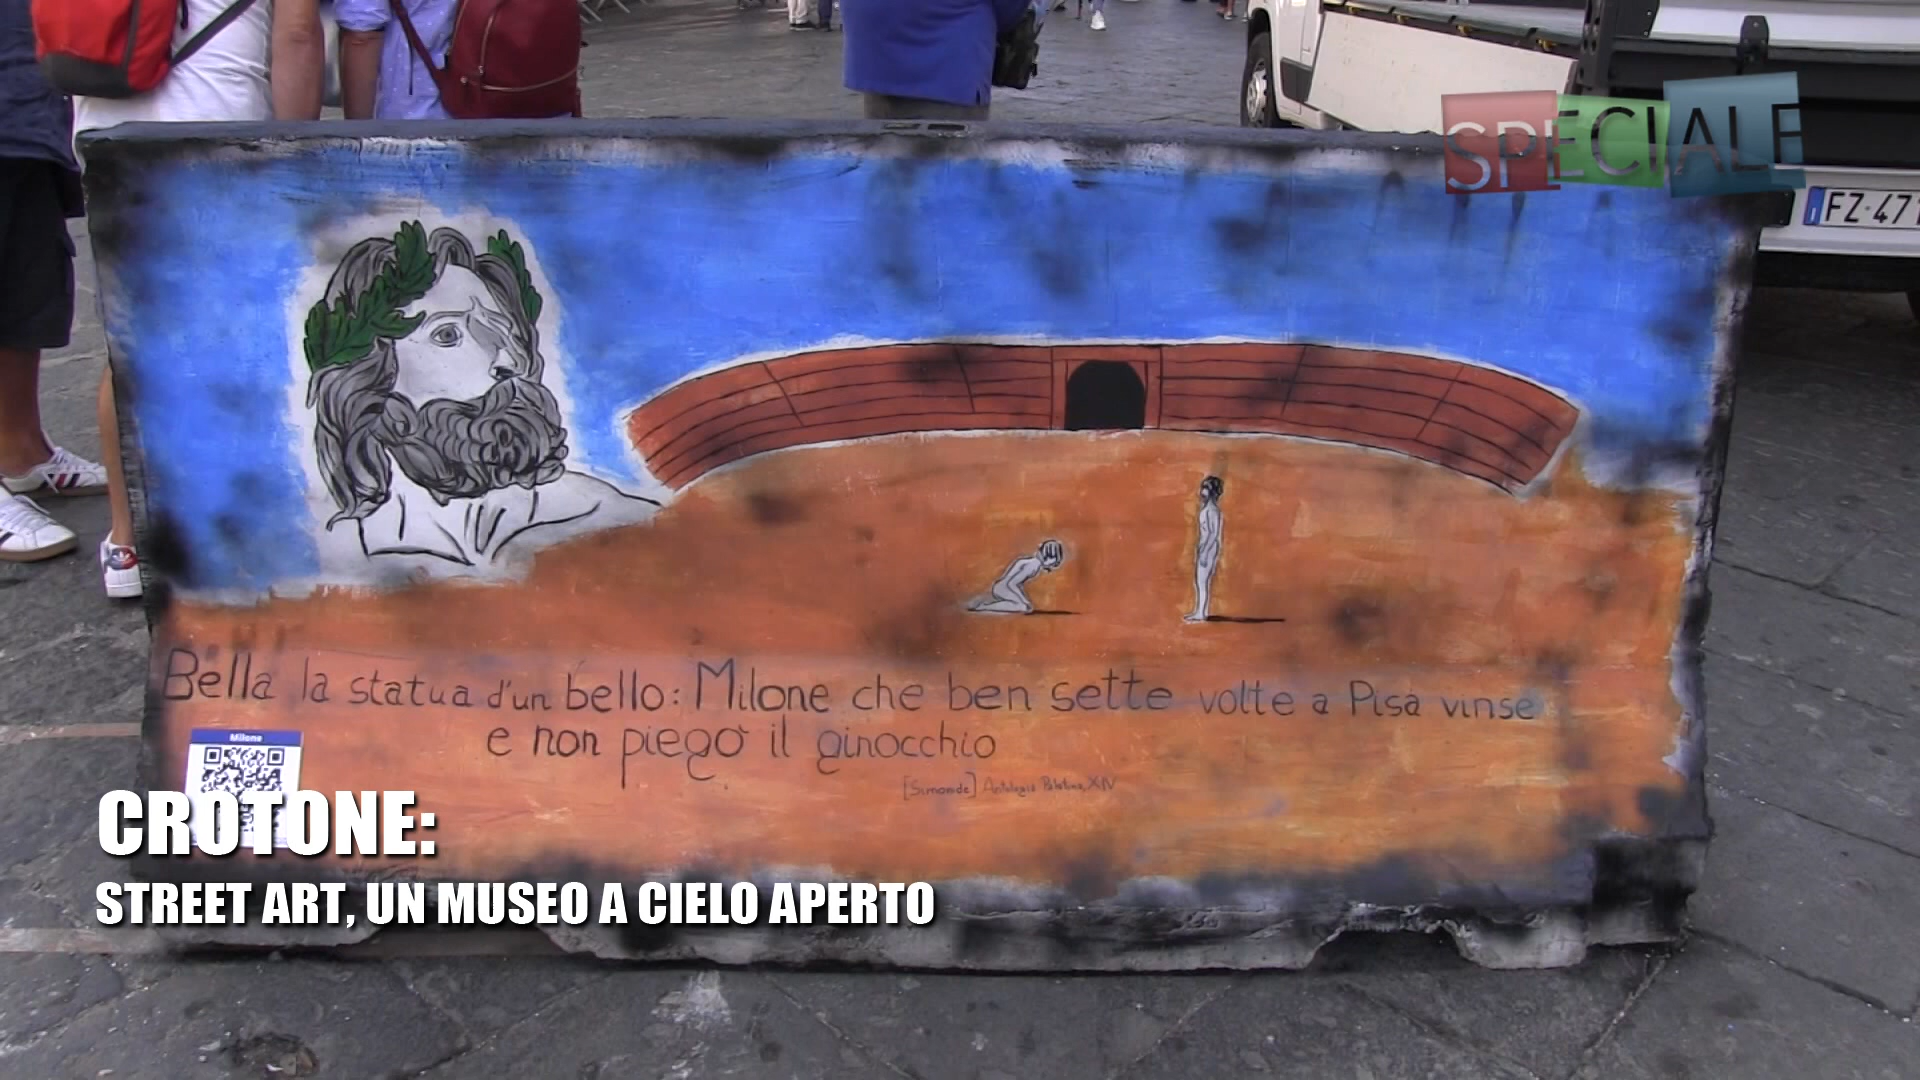 SPECIALE
FZ·47
Bella la statua d'un bello: Milone che ben sette volte a Pisa vinse
e non piegò il ginocchio
[Simonide] Antologia Palatina, XIV
Milone
CROTONE:
STREET ART, UN MUSEO A CIELO APERTO